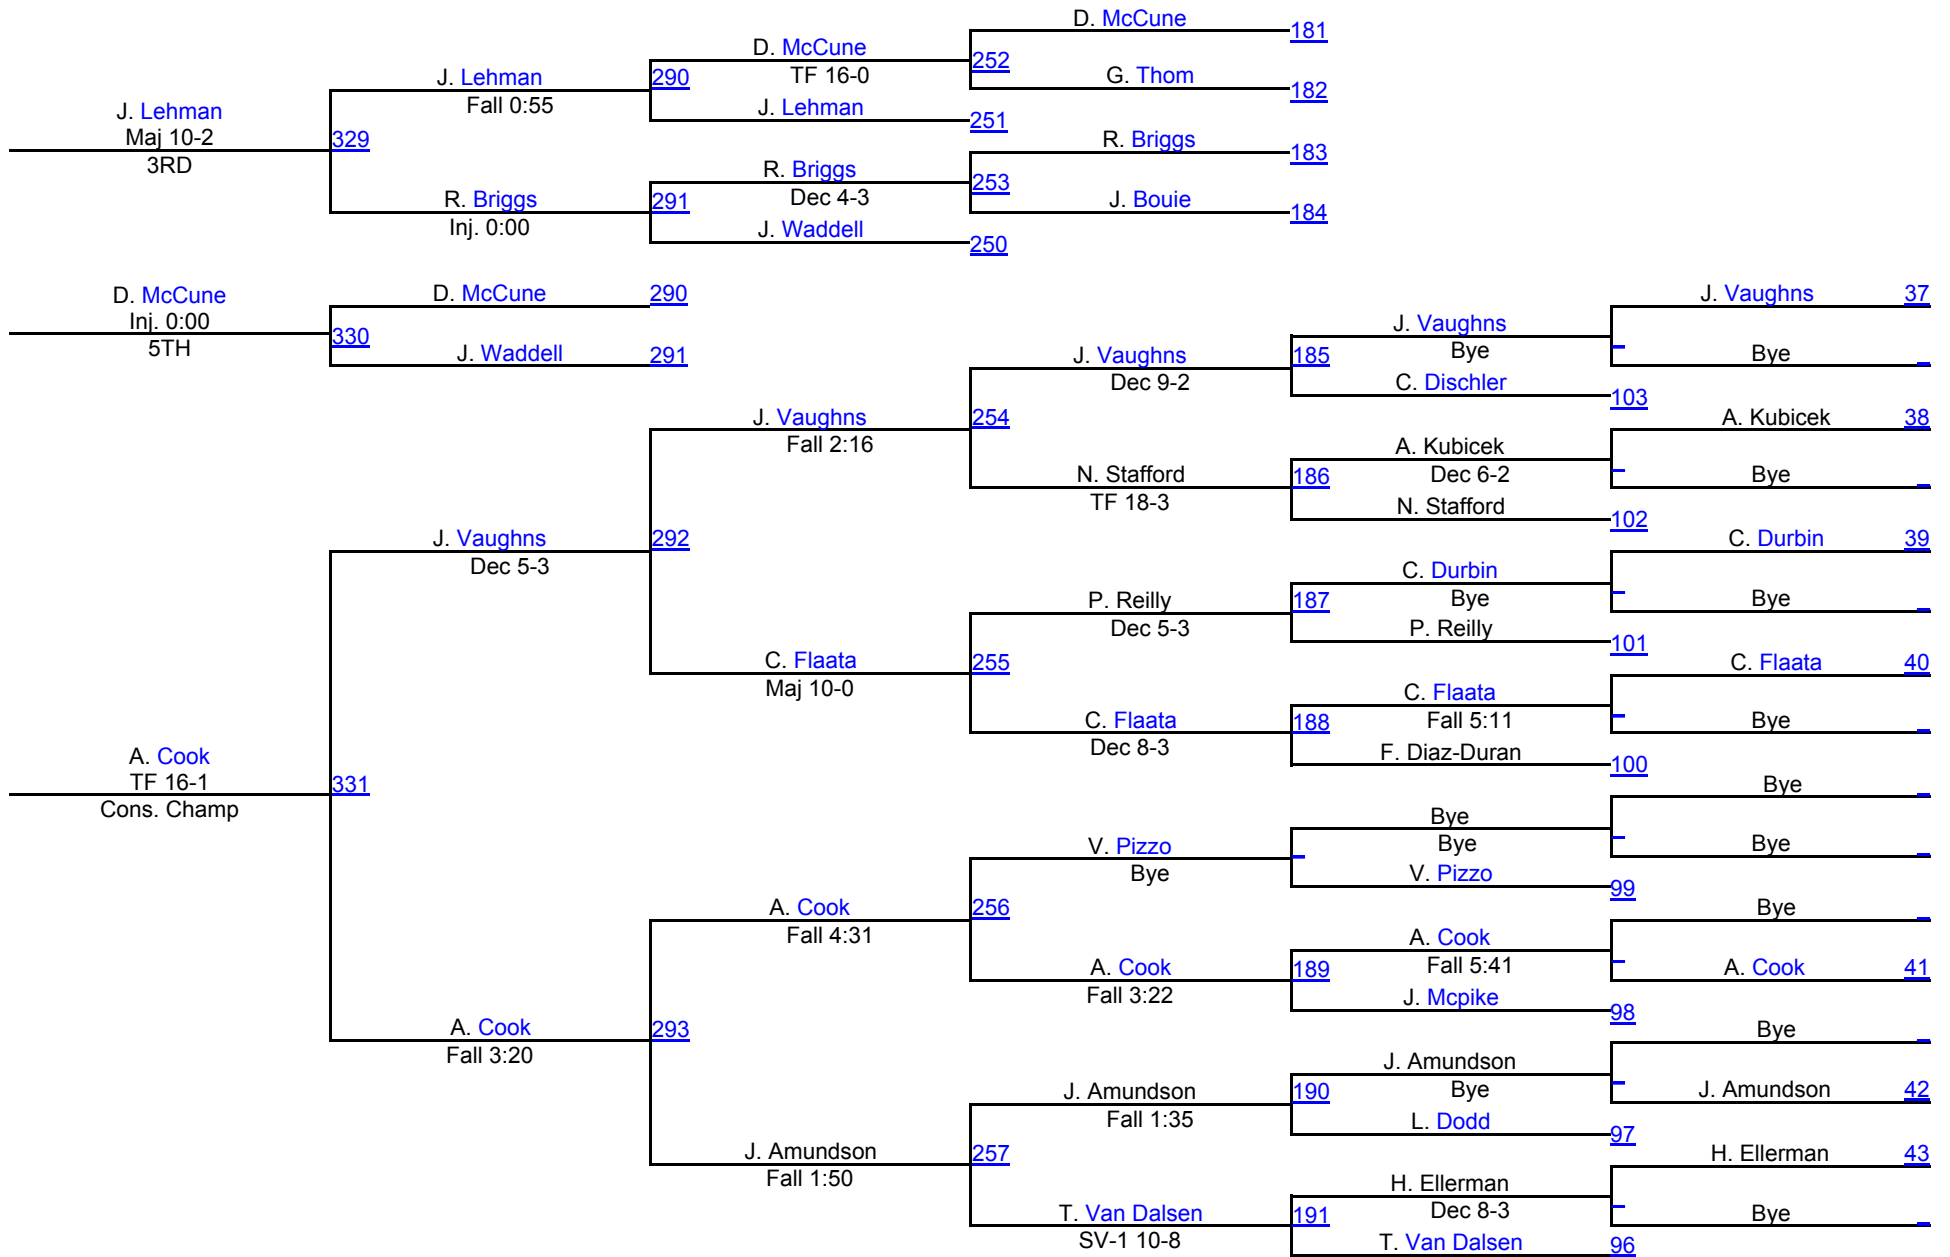 D. McCune
181
D. McCune
252
TF 16-0
G. Thom
182
J. Lehman
290
Fall 0:55
J. Lehman
251
J. Lehman
Maj 10-2
329
3RD
R. Briggs
183
R. Briggs
253
Dec 4-3
J. Bouie
184
R. Briggs
291
Inj. 0:00
J. Waddell
250
D. McCune
Inj. 0:00
5TH
D. McCune
290
330
J. Waddell
291
J. Vaughns
37
J. Vaughns
Bye
Bye
J. Vaughns
185
Dec 9-2
C. Dischler
103
J. Vaughns
254
Fall 2:16
A. Kubicek
38
A. Kubicek
Dec 6-2
Bye
N. Stafford
186
TF 18-3
N. Stafford
102
J. Vaughns
292
Dec 5-3
C. Durbin
39
C. Durbin
Bye
Bye
P. Reilly
187
Dec 5-3
P. Reilly
101
C. Flaata
255
Maj 10-0
C. Flaata
40
C. Flaata
Fall 5:11
Bye
C. Flaata
188
Dec 8-3
F. Diaz-Duran
100
A. Cook
TF 16-1
331
Cons. Champ
Bye
Bye
Bye
Bye
V. Pizzo
Bye
V. Pizzo
99
A. Cook
256
Fall 4:31
Bye
A. Cook
Fall 5:41
A. Cook
41
A. Cook
189
Fall 3:22
J. Mcpike
98
A. Cook
293
Fall 3:20
Bye
J. Amundson
Bye
J. Amundson
42
J. Amundson
190
Fall 1:35
L. Dodd
97
J. Amundson
257
Fall 1:50
H. Ellerman
43
H. Ellerman
Dec 8-3
Bye
T. Van Dalsen
191
SV-1 10-8
T. Van Dalsen
96